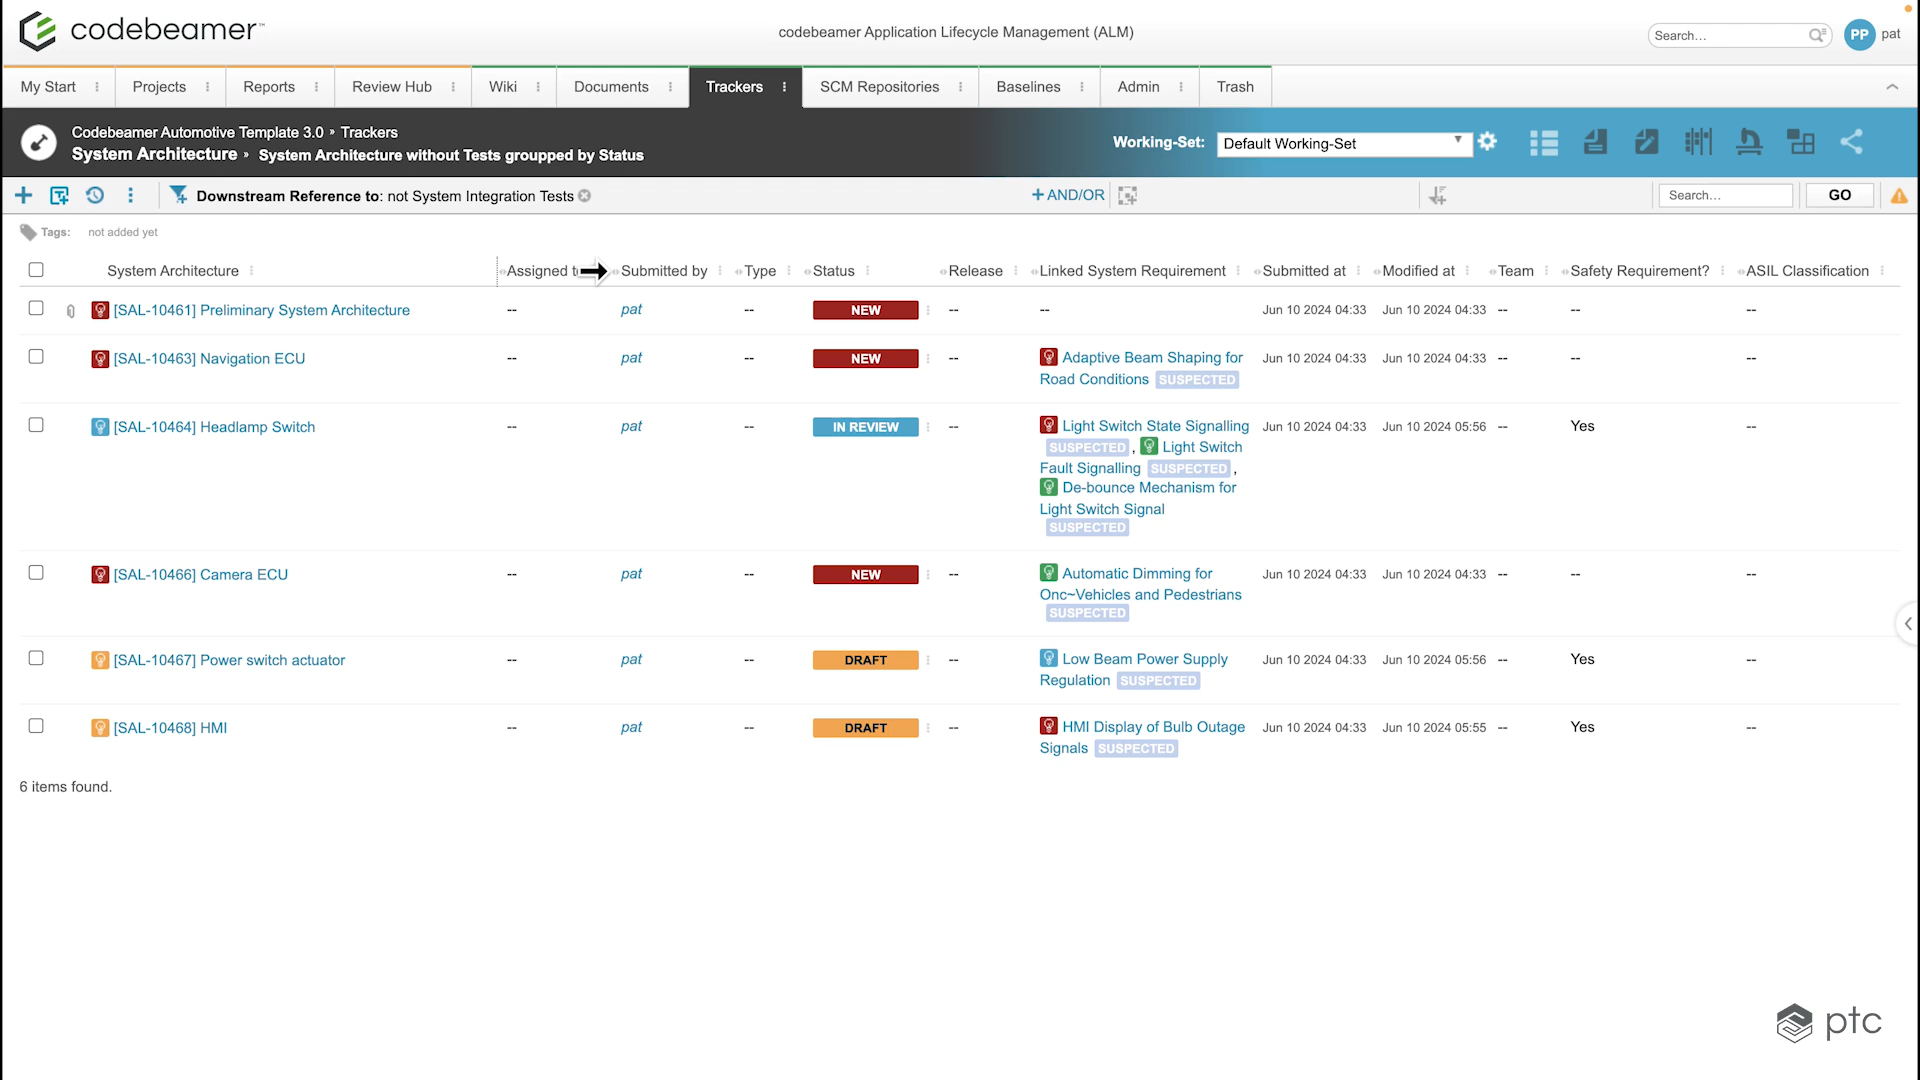 codebeamer™
codebeamer Application Lifecycle Management (ALM)
Search...
PP pat
My Start Projects Reports Review Hub Wiki Documents Trackers SCM Repositories Baselines Admin Trash
Codebeamer Automotive Template 3.0 » Trackers
System Architecture » System Architecture without Tests groupped by Status
Working-Set: Default Working-Set
Downstream Reference to: not System Integration Tests
+AND/OR
Search...
GO
Tags: not added yet
System Architecture Assigned t Submitted by Type Status Release Linked System Requirement Submitted at Modified at Team Safety Requirement? ASIL Classification
[SAL-10461] Preliminary System Architecture -- pat -- NEW -- -- Jun 10 2024 04:33 Jun 10 2024 04:33 -- -- --
[SAL-10463] Navigation ECU -- pat -- NEW -- Adaptive Beam Shaping for Jun 10 2024 04:33 Jun 10 2024 04:33 -- -- --
Road Conditions SUSPECTED
[SAL-10464] Headlamp Switch -- pat -- IN REVIEW -- Light Switch State Signalling Jun 10 2024 04:33 Jun 10 2024 05:56 -- Yes --
SUSPECTED , Light Switch
Fault Signalling SUSPECTED ,
De-bounce Mechanism for
Light Switch Signal
SUSPECTED
[SAL-10466] Camera ECU -- pat -- NEW -- Automatic Dimming for Jun 10 2024 04:33 Jun 10 2024 04:33 -- -- --
Onc~Vehicles and Pedestrians
SUSPECTED
[SAL-10467] Power switch actuator -- pat -- DRAFT -- Low Beam Power Supply Jun 10 2024 04:33 Jun 10 2024 05:56 -- Yes --
Regulation SUSPECTED
[SAL-10468] HMI -- pat -- DRAFT -- HMI Display of Bulb Outage Jun 10 2024 04:33 Jun 10 2024 05:55 -- Yes --
Signals SUSPECTED
6 items found.
ptc